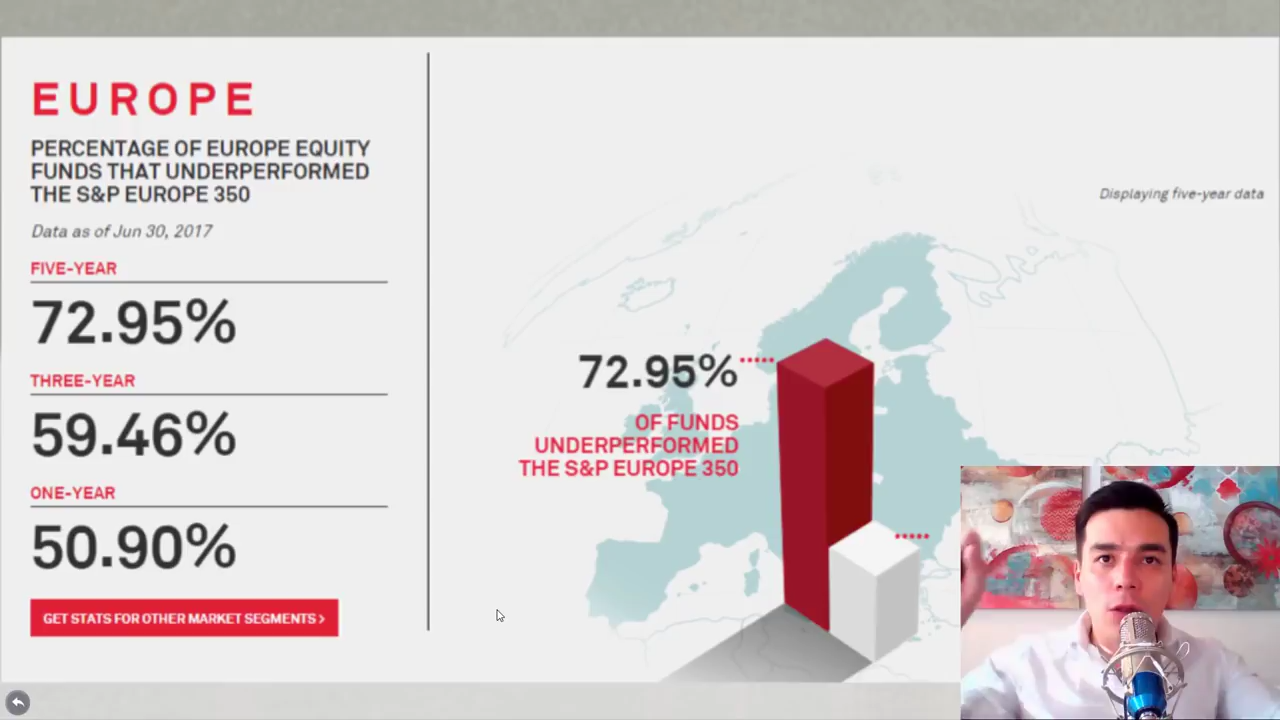 EUROPE
PERCENTAGE OF EUROPE EQUITY
FUNDS THAT UNDERPERFORMED
THE S&P EUROPE 350
Data as of Jun 30, 2017
FIVE-YEAR
72.95%
THREE-YEAR
59.46%
ONE-YEAR
50.90%
GET STATS FOR OTHER MARKET SEGMENTS >
Displaying five-year data
72.95%
OF FUNDS
UNDERPERFORMED
THE S&P EUROPE 350